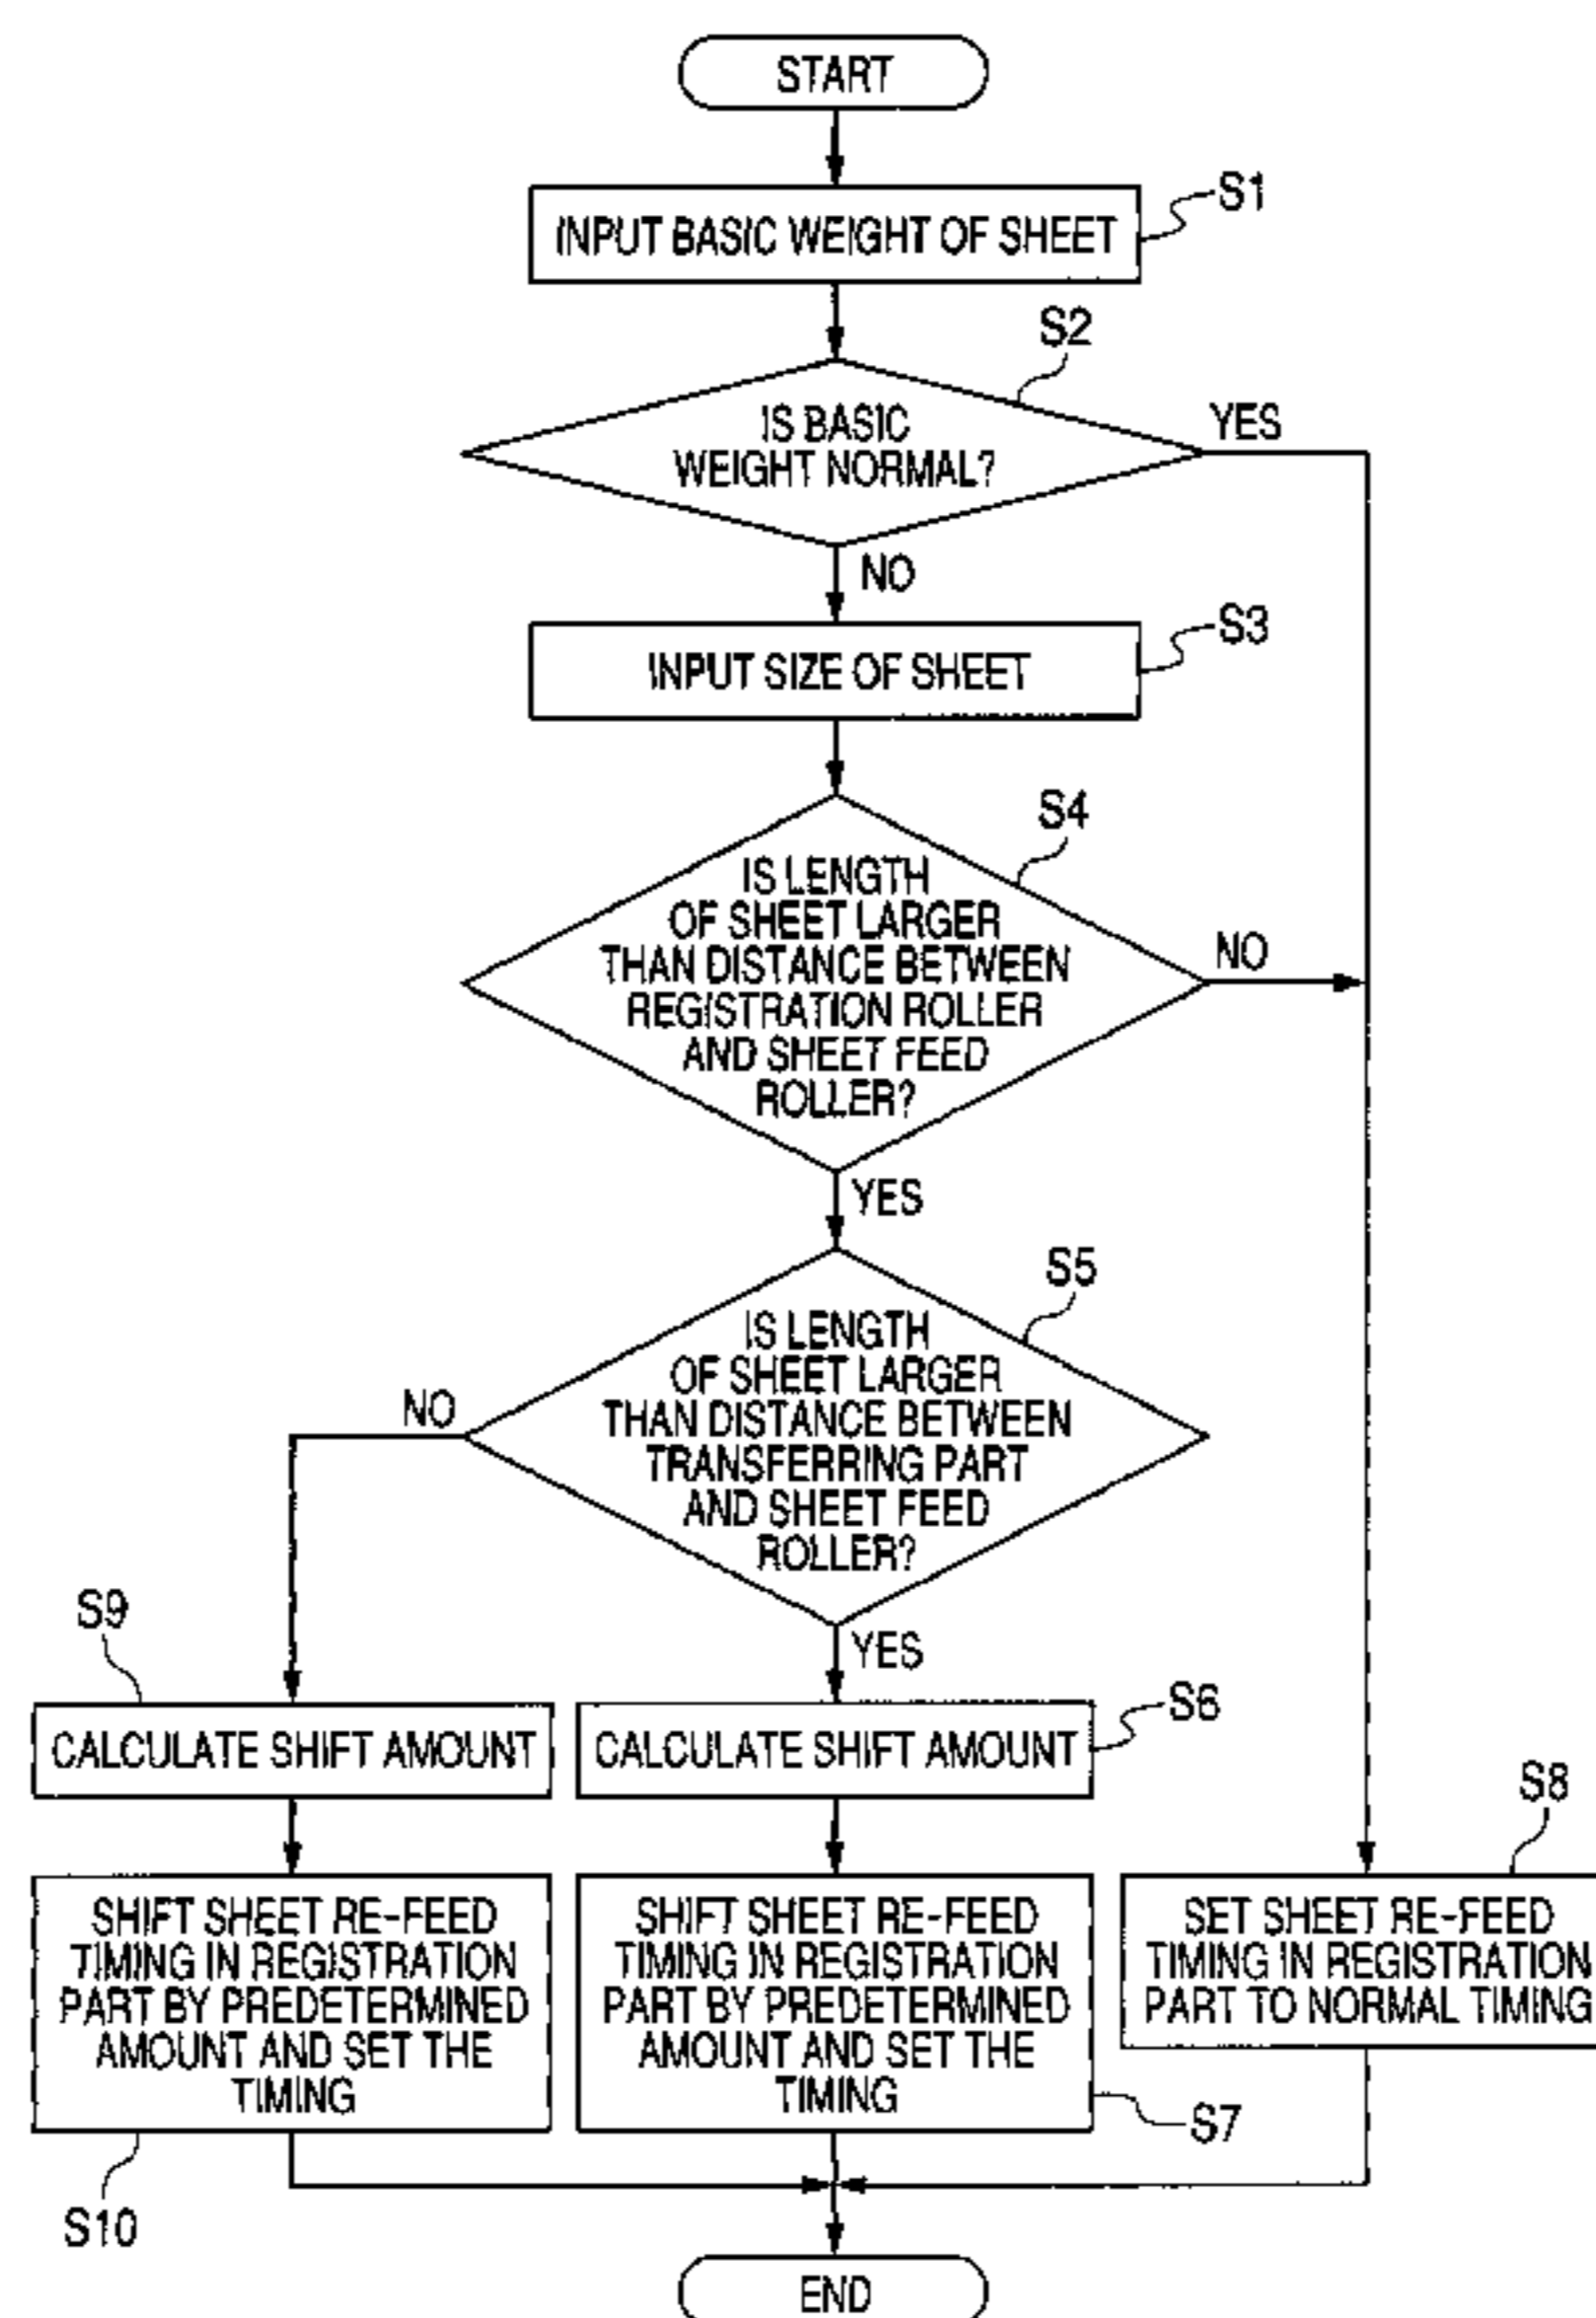 START
INPUT BASIC WEIGHT OF SHEET
S1
S2
IS BASIC
WEIGHT NORMAL?
YES
NO
INPUT SIZE OF SHEET
S3
S4
IS LENGTH
OF SHEET LARGER
THAN DISTANCE BETWEEN
REGISTRATION ROLLER
AND SHEET FEED
ROLLER?
NO
YES
S5
IS LENGTH
OF SHEET LARGER
THAN DISTANCE BETWEEN
TRANSFERRING PART
AND SHEET FEED
ROLLER?
NO
YES
S9
CALCULATE SHIFT AMOUNT
CALCULATE SHIFT AMOUNT
S6
S8
SHIFT SHEET RE-FEED
TIMING IN REGISTRATION
PART BY PREDETERMINED
AMOUNT AND SET THE
TIMING
SHIFT SHEET RE-FEED
TIMING IN REGISTRATION
PART BY PREDETERMINED
AMOUNT AND SET THE
TIMING
SET SHEET RE-FEED
TIMING IN REGISTRATION
PART TO NORMAL TIMING
S7
S10
END